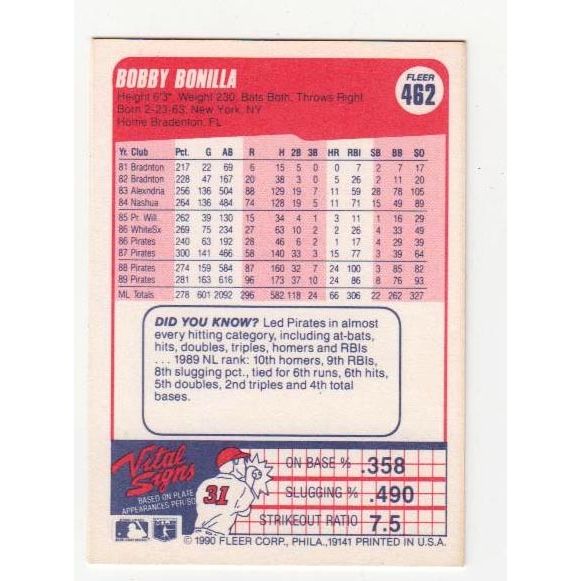 BOBBY BONILLA
Height 6'3" Weight 230 Bats Both, Throws Right
Born 2-23-63, New York, NY
Home Bradenton, FL
FLEER
462
Yr. Club Pct. G AB R H 2B 3B HR RBI SB BB SO
81 Bradnton .217 22 69 6 15 5 0 0 7 2 7 17
82 Bradnton .228 47 167 20 38 3 0 5 26 2 11 20
83 Alexndria .256 136 504 88 129 19 7 11 59 28 78 105
84 Nashua .264 136 484 74 128 19 5 11 71 15 49 89
85 Pr. Wil. .262 39 130 15 34 4 1 3 11 1 16 29
86 WhiteSx .269 75 234 27 63 10 2 2 26 4 33 49
86 Pirates .240 63 192 28 46 6 2 1 17 4 29 39
87 Pirates .300 141 466 58 140 33 3 15 77 3 39 64
88 Pirates .274 159 584 87 160 32 7 24 100 3 85 82
89 Pirates .281 163 616 96 173 37 10 24 86 8 76 93
ML Totals .278 601 2092 296 582 118 24 66 306 22 262 327
DID YOU KNOW? Led Pirates in almost
every hitting category, including at-bats,
hits, doubles, triples, homers and RBIs
. . . 1989 NL rank: 10th homers, 9th RBIs,
8th slugging pct., tied for 6th runs, 6th hits,
5th doubles, 2nd triples and 4th total
bases.
Vital
Signs
BASED ON PLATE
APPEARANCES PER/SO
31
ON BASE % .358
SLUGGING % .490
STRIKEOUT RATIO 7.5
© 1990 FLEER CORP., PHILA., 19141 PRINTED IN U.S.A.